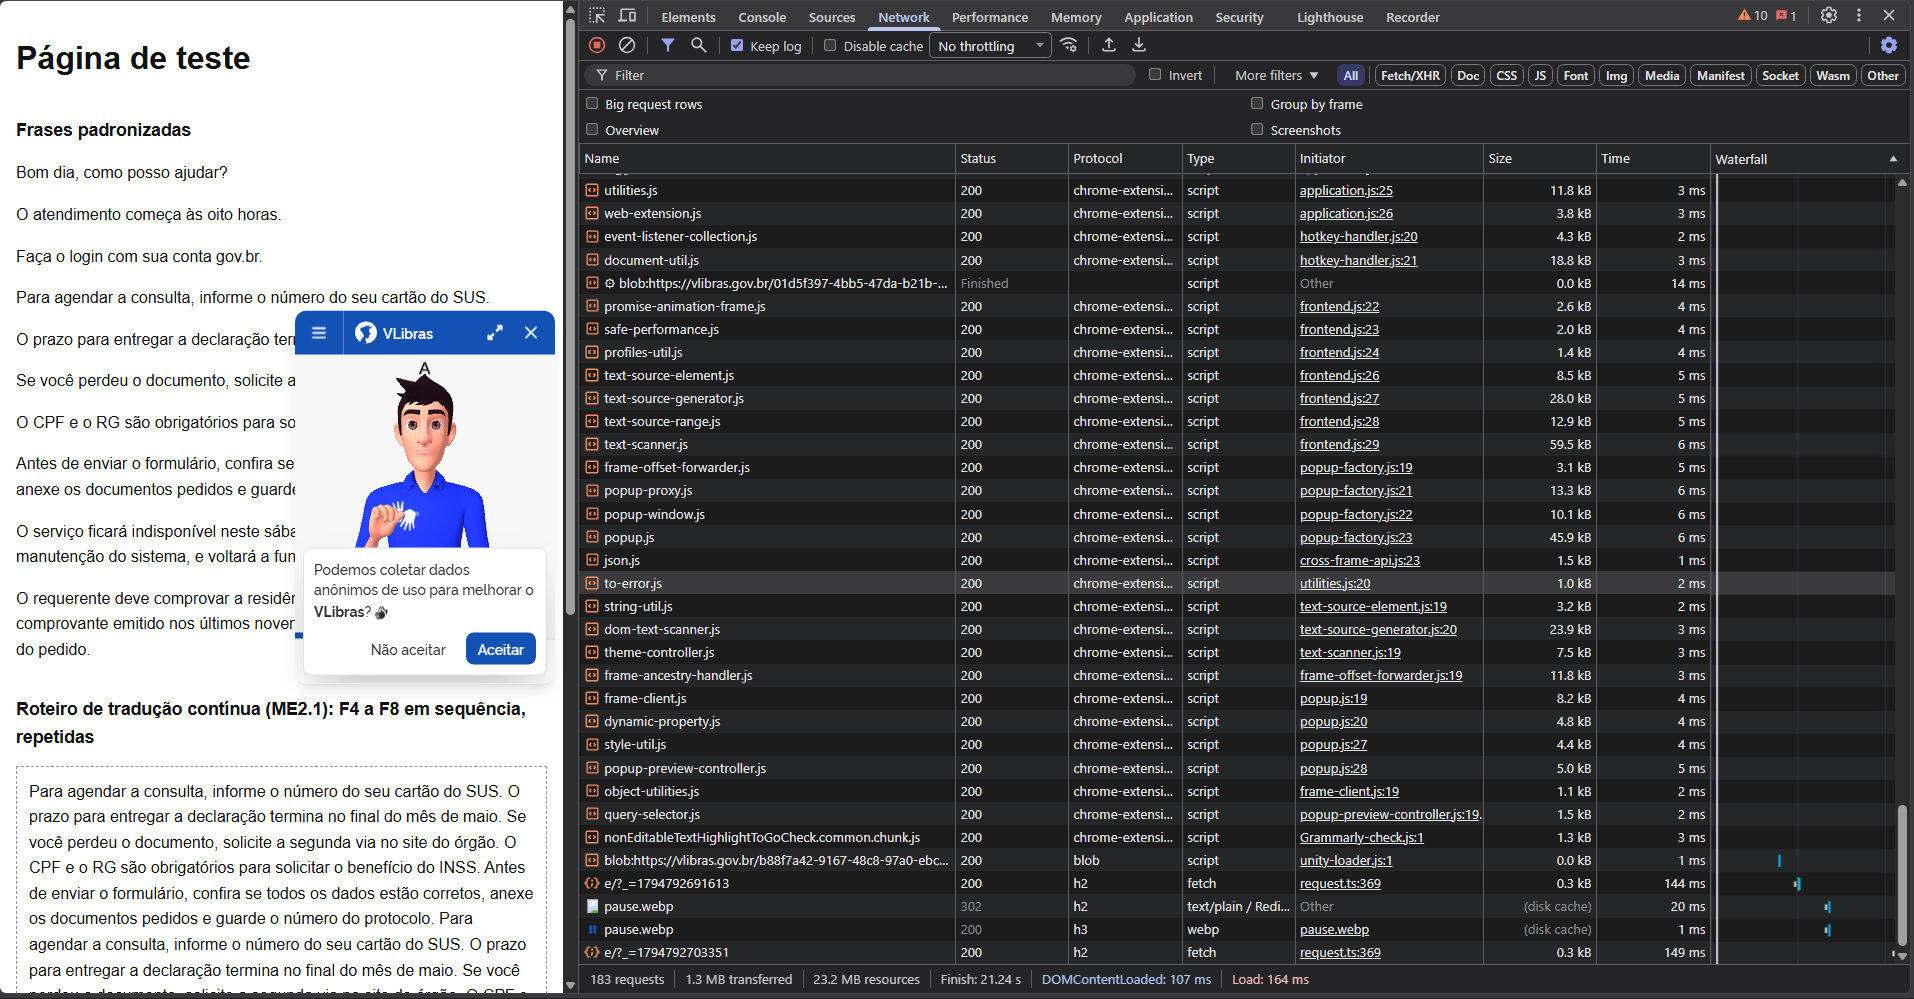 Página de teste
Frases padronizadas
Bom dia, como posso ajudar?
O atendimento começa às oito horas.
Faça o login com sua conta gov.br.
Para agendar a consulta, informe o número do seu cartão do SUS.
O prazo para entregar a declaração
Se você perdeu o documento, solicite a
O CPF e o RG são obrigatórios para
Antes de enviar o formulário, confira se
anexe os documentos pedidos e guarde
O serviço ficará indisponível neste
manutenção do sistema, e voltará a
O requerente deve comprovar a
comprovante emitido nos últimos
do pedido.
VLibras
A
Podemos coletar dados
anônimos de uso para melhorar o
VLibras?
Não aceitar Aceitar
Roteiro de tradução contínua (ME2.1): F4 a F8 em sequência,
repetidas
Para agendar a consulta, informe o número do seu cartão do SUS. O
prazo para entregar a declaração termina no final do mês de maio. Se
você perdeu o documento, solicite a segunda via no site do órgão. O
CPF e o RG são obrigatórios para solicitar o benefício do INSS. Antes
de enviar o formulário, confira se todos os dados estão corretos, anexe
os documentos pedidos e guarde o número do protocolo. Para
agendar a consulta, informe o número do seu cartão do SUS. O prazo
para entregar a declaração termina no final do mês de maio. Se você
perdeu o documento, solicite a segunda via no site do órgão. O CPF e
Elements Console Sources Network Performance Memory Application Security Lighthouse Recorder 10 1
Keep log Disable cache No throttling
Filter Invert More filters All Fetch/XHR Doc CSS JS Font Img Media Manifest Socket Wasm Other
Big request rows Group by frame
Overview Screenshots
Name Status Protocol Type Initiator Size Time Waterfall
utilities.js 200 chrome-extensi... script application.js:25 11.8 kB 3 ms
web-extension.js 200 chrome-extensi... script application.js:26 3.8 kB 3 ms
event-listener-collection.js 200 chrome-extensi... script hotkey-handler.js:20 4.3 kB 2 ms
document-util.js 200 chrome-extensi... script hotkey-handler.js:21 18.8 kB 3 ms
blob:https://vlibras.gov.br/01d5f397-4bb5-47da-b21b-... Finished script Other 0.0 kB 14 ms
promise-animation-frame.js 200 chrome-extensi... script frontend.js:22 2.6 kB 4 ms
safe-performance.js 200 chrome-extensi... script frontend.js:23 2.0 kB 4 ms
profiles-util.js 200 chrome-extensi... script frontend.js:24 1.4 kB 4 ms
text-source-element.js 200 chrome-extensi... script frontend.js:26 8.5 kB 5 ms
text-source-generator.js 200 chrome-extensi... script frontend.js:27 28.0 kB 5 ms
text-source-range.js 200 chrome-extensi... script frontend.js:28 12.9 kB 5 ms
text-scanner.js 200 chrome-extensi... script frontend.js:29 59.5 kB 6 ms
frame-offset-forwarder.js 200 chrome-extensi... script popup-factory.js:19 3.1 kB 5 ms
popup-proxy.js 200 chrome-extensi... script popup-factory.js:21 13.3 kB 6 ms
popup-window.js 200 chrome-extensi... script popup-factory.js:22 10.1 kB 6 ms
popup.js 200 chrome-extensi... script popup-factory.js:23 45.9 kB 6 ms
json.js 200 chrome-extensi... script cross-frame-api.js:23 1.5 kB 1 ms
to-error.js 200 chrome-extensi... script utilities.js:20 1.0 kB 2 ms
string-util.js 200 chrome-extensi... script text-source-element.js:19 3.2 kB 2 ms
dom-text-scanner.js 200 chrome-extensi... script text-source-generator.js:20 23.9 kB 3 ms
theme-controller.js 200 chrome-extensi... script text-scanner.js:19 7.5 kB 3 ms
frame-ancestry-handler.js 200 chrome-extensi... script frame-offset-forwarder.js:19 11.8 kB 3 ms
frame-client.js 200 chrome-extensi... script popup.js:19 8.2 kB 4 ms
dynamic-property.js 200 chrome-extensi... script popup.js:20 4.8 kB 4 ms
style-util.js 200 chrome-extensi... script popup.js:27 4.4 kB 4 ms
popup-preview-controller.js 200 chrome-extensi... script popup.js:28 5.0 kB 5 ms
object-utilities.js 200 chrome-extensi... script frame-client.js:19 1.1 kB 2 ms
query-selector.js 200 chrome-extensi... script popup-preview-controller.js:19. 1.5 kB 2 ms
nonEditableTextHighlightToGoCheck.common.chunk.js 200 chrome-extensi... script Grammarly-check.js:1 1.3 kB 3 ms
blob:https://vlibras.gov.br/b88f7a42-9167-48c8-97a0-ebc... 200 blob script unity-loader.js:1 0.0 kB 1 ms
e/?_=1794792691613 200 h2 fetch request.ts:369 0.3 kB 144 ms
pause.webp 302 h2 text/plain / Redi... Other (disk cache) 20 ms
pause.webp 200 h3 webp pause.webp (disk cache) 1 ms
e/?_=1794792703351 200 h2 fetch request.ts:369 0.3 kB 149 ms
183 requests 1.3 MB transferred 23.2 MB resources Finish: 21.24 s DOMContentLoaded: 107 ms Load: 164 ms